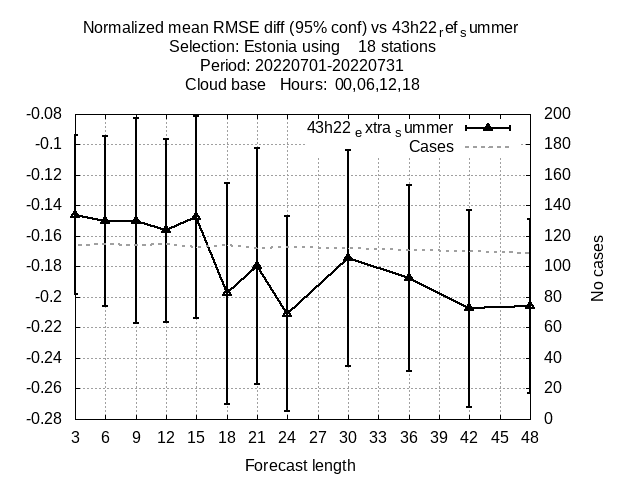 Normalized mean RMSE diff (95% conf) vs 43h22refsummer
Selection: Estonia using 18 stations
Period: 20220701-20220731
Cloud base Hours: 00,06,12,18
43h22extrasummer
Cases
-0.08
-0.1
-0.12
-0.14
-0.16
-0.18
-0.2
-0.22
-0.24
-0.26
-0.28
200
180
160
140
120
100
80
60
40
20
0
No cases
3 6 9 12 15 18 21 24 27 30 33 36 39 42 45 48
Forecast length